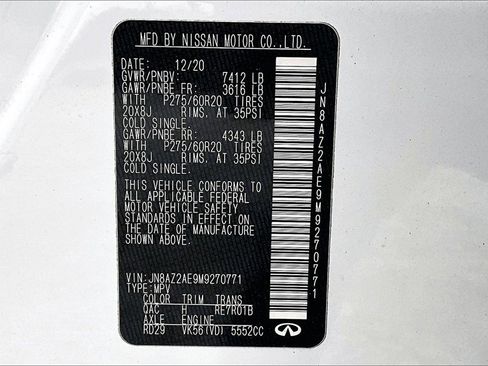 MFD BY NISSAN MOTOR CO.,LTD.
DATE: 12/20
GVWR/PNBV: 7412 LB
GAWR/PNBE FR: 3616 LB
WITH P275/60R20 TIRES
20X8J RIMS. AT 35PSI
COLD SINGLE.
GAWR/PNBE RR: 4343 LB
WITH P275/60R20 TIRES
20X8J RIMS. AT 35PSI
COLD SINGLE.
THIS VEHICLE CONFORMS TO
ALL APPLICABLE FEDERAL
MOTOR VEHICLE SAFETY
STANDARDS IN EFFECT ON
THE DATE OF MANUFACTURE
SHOWN ABOVE.
VIN: JN8AZ2AE9M9270771
TYPE: MPV
COLOR TRIM TRANS
QAC H RE7R01B
AXLE ENGINE
RD29 VK56(VD) 5552CC
JN8AZ2AE9M9270771
INFINITI